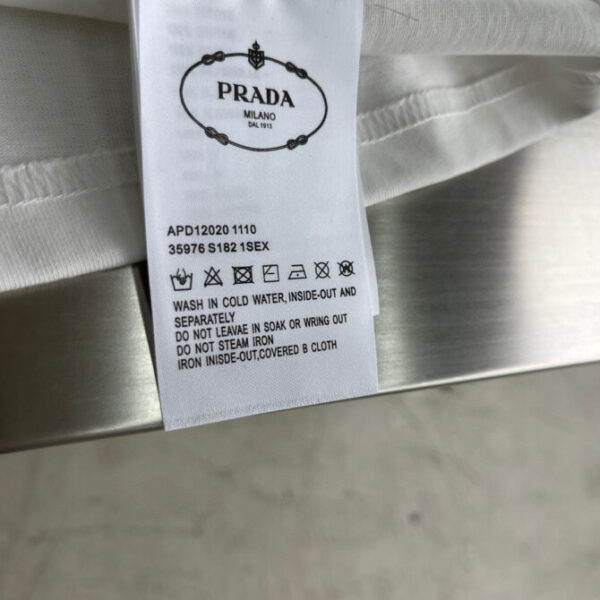 PRADA
MILANO
DAL 1913
APD12020 1110
35976 S182 1SEX
WASH IN COLD WATER, INSIDE-OUT AND
SEPARATELY
DO NOT LEAVAE IN SOAK OR WRING OUT
DO NOT STEAM IRON
IRON INISDE-OUT,COVERED B CLOTH